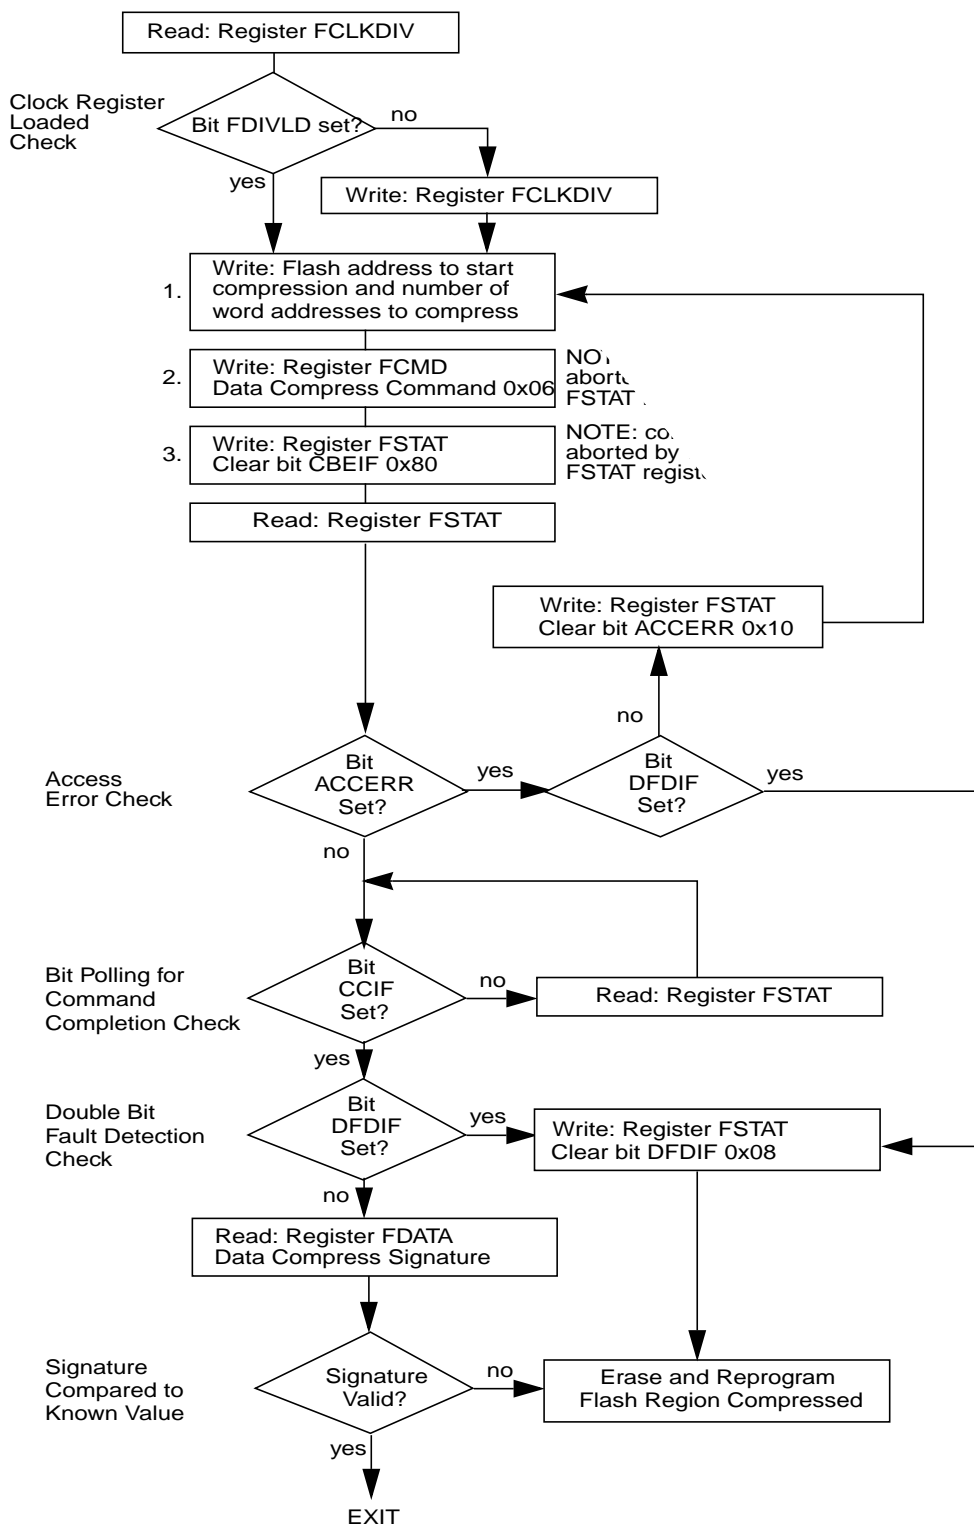 Read: Register FCLKDIV
Clock Register
Loaded
Check
Bit FDIVLD set?
no
yes
Write: Register FCLKDIV
1.
Write: Flash address to start
compression and number of
word addresses to compress
2.
Write: Register FCMD
Data Compress Command 0x06
FSTAT
3.
Write: Register FSTAT
Clear bit CBEIF 0x80
NOTE:
aborted by
FSTAT
Read: Register FSTAT
Write: Register FSTAT
Clear bit ACCERR 0x10
no
Access
Error Check
Bit
ACCERR
Set?
yes
Bit
DFDIF
Set?
yes
no
Bit Polling for
Command
Completion Check
Bit
CCIF
Set?
no
Read: Register FSTAT
yes
Double Bit
Fault Detection
Check
Bit
DFDIF
Set?
yes
Write: Register FSTAT
Clear bit DFDIF 0x08
no
Read: Register FDATA
Data Compress Signature
Signature
Compared to
Known Value
Signature
Valid?
no
Erase and Reprogram
Flash Region Compressed
yes
EXIT